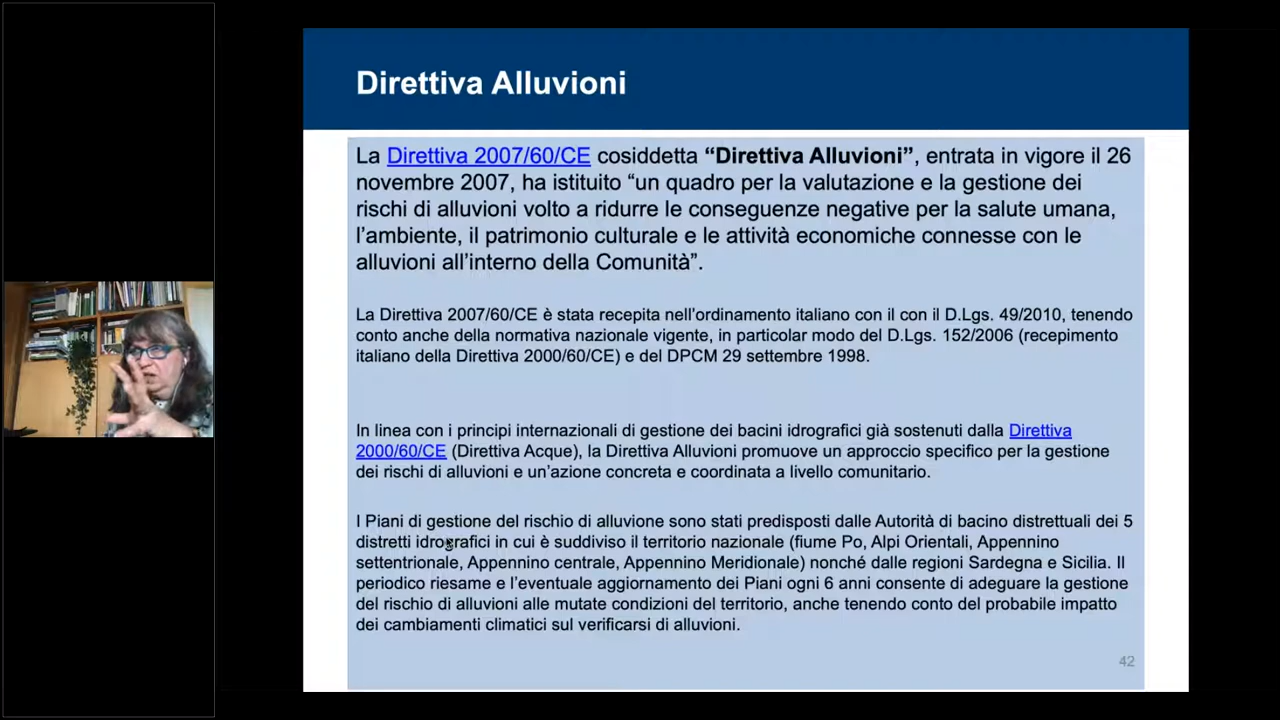 Direttiva Alluvioni
La Direttiva 2007/60/CE cosiddetta “Direttiva Alluvioni”, entrata in vigore il 26
novembre 2007, ha istituito “un quadro per la valutazione e la gestione dei
rischi di alluvioni volto a ridurre le conseguenze negative per la salute umana,
l’ambiente, il patrimonio culturale e le attività economiche connesse con le
alluvioni all’interno della Comunità”.
La Direttiva 2007/60/CE è stata recepita nell’ordinamento italiano con il con il D.Lgs. 49/2010, tenendo
conto anche della normativa nazionale vigente, in particolar modo del D.Lgs. 152/2006 (recepimento
italiano della Direttiva 2000/60/CE) e del DPCM 29 settembre 1998.
In linea con i principi internazionali di gestione dei bacini idrografici già sostenuti dalla Direttiva
2000/60/CE (Direttiva Acque), la Direttiva Alluvioni promuove un approccio specifico per la gestione
dei rischi di alluvioni e un’azione concreta e coordinata a livello comunitario.
I Piani di gestione del rischio di alluvione sono stati predisposti dalle Autorità di bacino distrettuali dei 5
distretti idrografici in cui è suddiviso il territorio nazionale (fiume Po, Alpi Orientali, Appennino
settentrionale, Appennino centrale, Appennino Meridionale) nonché dalle regioni Sardegna e Sicilia. Il
periodico riesame e l’eventuale aggiornamento dei Piani ogni 6 anni consente di adeguare la gestione
del rischio di alluvioni alle mutate condizioni del territorio, anche tenendo conto del probabile impatto
dei cambiamenti climatici sul verificarsi di alluvioni.
42